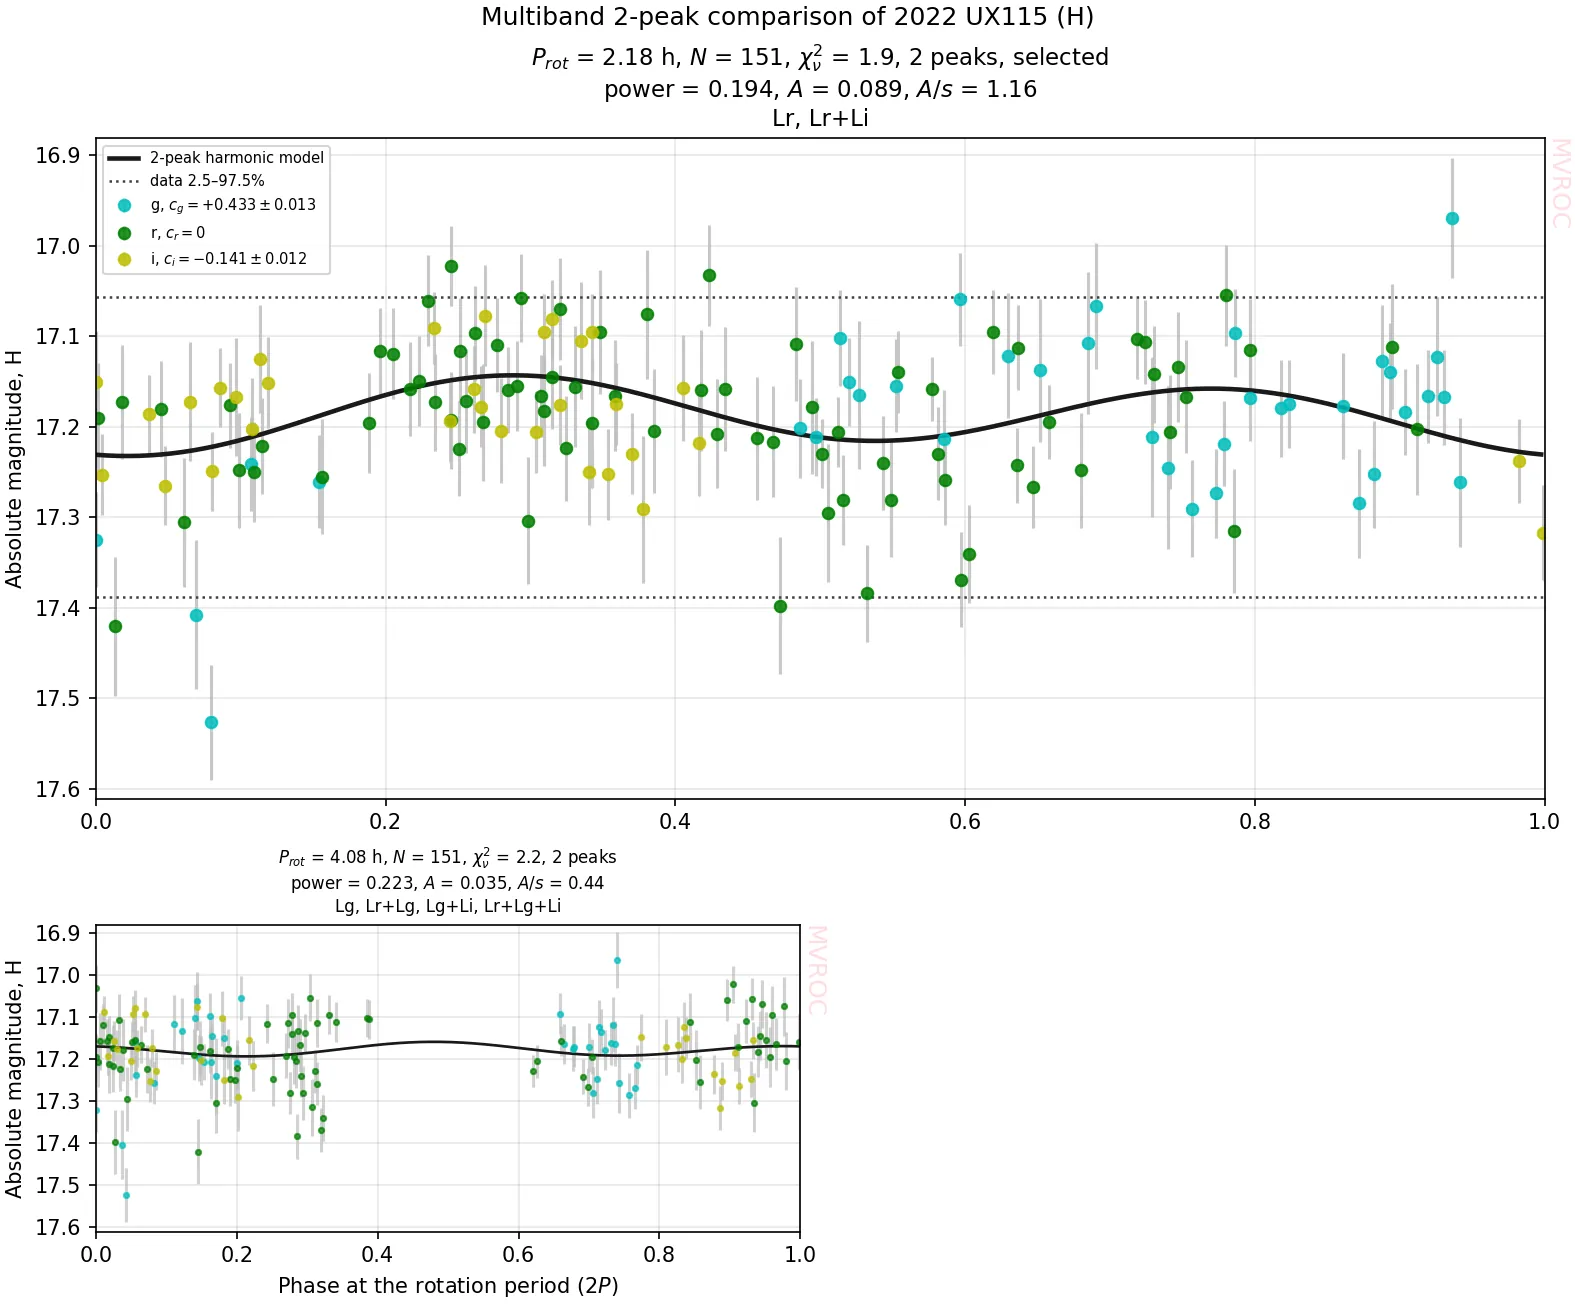 Multiband 2-peak comparison of 2022 UX115 (H)
P_rot = 2.18 h, N = 151, χ²_ν = 1.9, 2 peaks, selected
power = 0.194, A = 0.089, A/s = 1.16
Lr, Lr+Li
MVROC
2-peak harmonic model
data 2.5–97.5%
g, c_g = +0.433 ± 0.013
r, c_r = 0
i, c_i = −0.141 ± 0.012
Absolute magnitude, H
16.9
17.0
17.1
17.2
17.3
17.4
17.5
17.6
0.0 0.2 0.4 0.6 0.8 1.0
P_rot = 4.08 h, N = 151, χ²_ν = 2.2, 2 peaks
power = 0.223, A = 0.035, A/s = 0.44
Lg, Lr+Lg, Lg+Li, Lr+Lg+Li
MVROC
Absolute magnitude, H
16.9
17.0
17.1
17.2
17.3
17.4
17.5
17.6
0.0 0.2 0.4 0.6 0.8 1.0
Phase at the rotation period (2P)